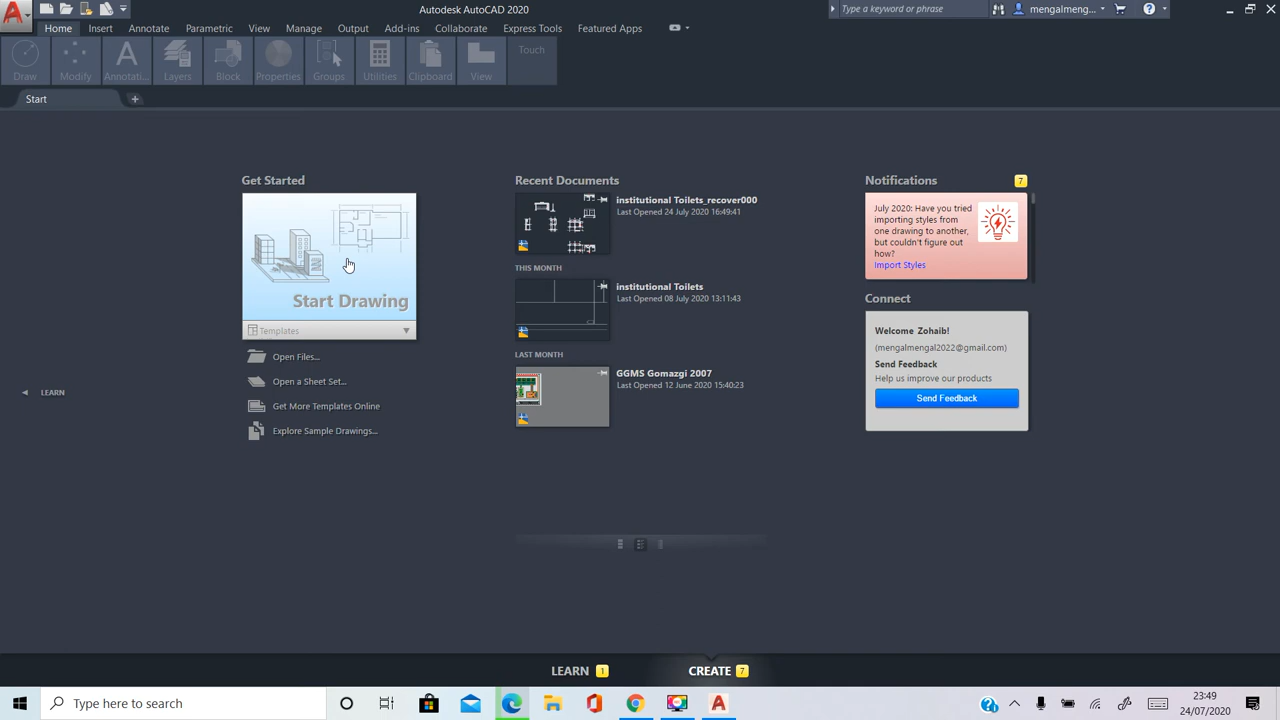 Autodesk AutoCAD 2020
Type a keyword or phrase
mengalmeng...
Home Insert Annotate Parametric View Manage Output Add-ins Collaborate Express Tools Featured Apps
Draw Modify Annotati... Layers Block Properties Groups Utilities Clipboard View Touch
Start
Get Started
Start Drawing
Templates
Open Files...
Open a Sheet Set...
Get More Templates Online
Explore Sample Drawings...
LEARN
Recent Documents
institutional Toilets_recover000
Last Opened 24 July 2020 16:49:41
THIS MONTH
institutional Toilets
Last Opened 08 July 2020 13:11:43
LAST MONTH
GGMS Gomazgi 2007
Last Opened 12 June 2020 15:40:23
Notifications 7
July 2020: Have you tried
importing styles from
one drawing to another,
but couldn't figure out
how?
Import Styles
Connect
Welcome Zohaib!
(mengalmengal2022@gmail.com)
Send Feedback
Help us improve our products
Send Feedback
LEARN 1 CREATE 7
Type here to search
23:49
24/07/2020